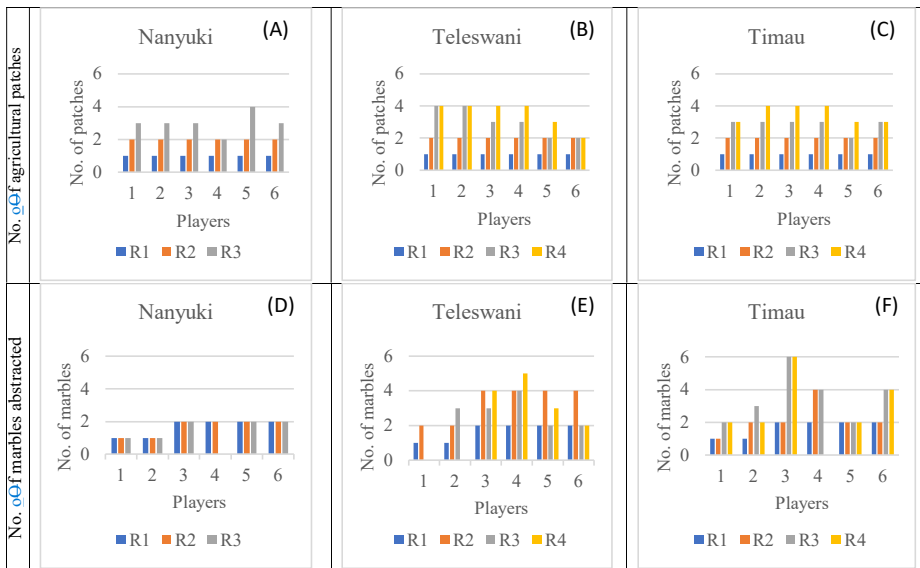 No. oOf agricultural patches
Nanyuki
(A)
No. of patches
6
4
2
0
1 2 3 4 5 6
Players
R1 R2 R3
Teleswani
(B)
No. of patches
6
4
2
0
1 2 3 4 5 6
Players
R1 R2 R3 R4
Timau
(C)
No. of patches
6
4
2
0
1 2 3 4 5 6
Players
R1 R2 R3 R4
No. oOf marbles abstracted
Nanyuki
(D)
No. of marbles
6
4
2
0
1 2 3 4 5 6
Players
R1 R2 R3
Teleswani
(E)
No. of marbles
6
4
2
0
1 2 3 4 5 6
Players
R1 R2 R3 R4
Timau
(F)
No. of marbles
6
4
2
0
1 2 3 4 5 6
Players
R1 R2 R3 R4